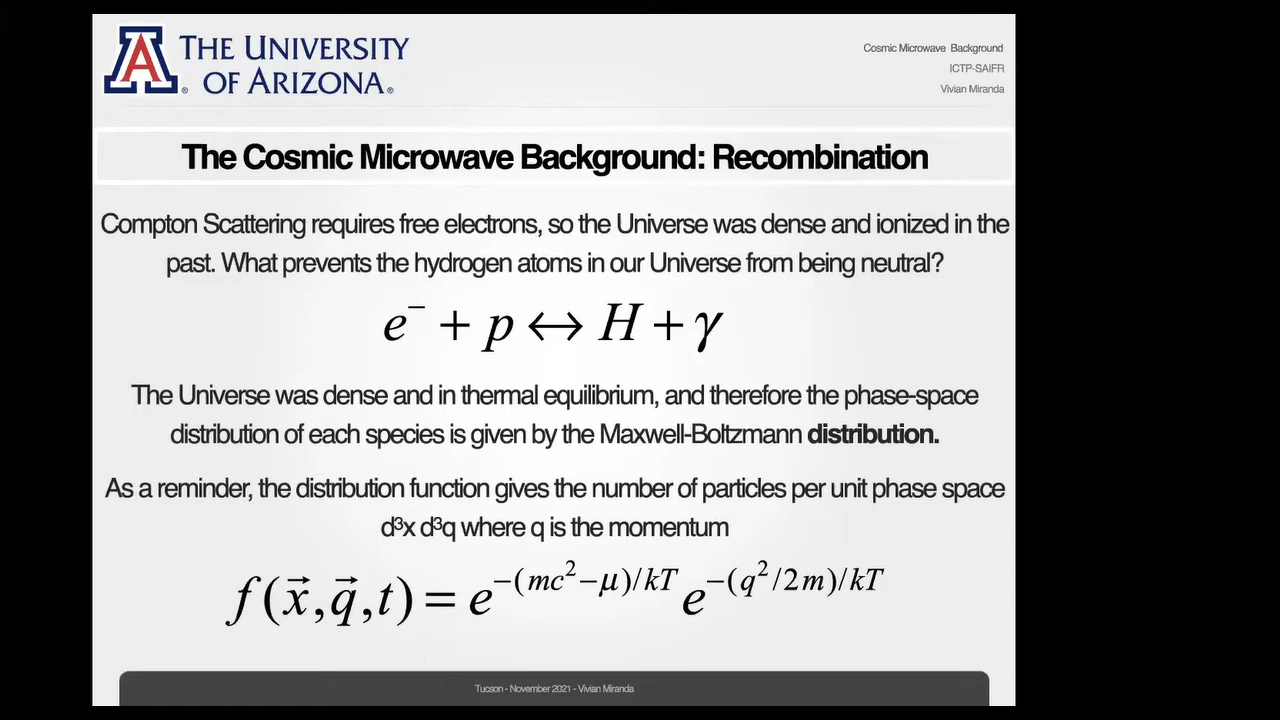 THE UNIVERSITY
OF ARIZONA®
Cosmic Microwave Background
ICTP-SAIFR
Vivian Miranda
The Cosmic Microwave Background: Recombination
Compton Scattering requires free electrons, so the Universe was dense and ionized in the
past. What prevents the hydrogen atoms in our Universe from being neutral?
e⁻ + p ↔ H + γ
The Universe was dense and in thermal equilibrium, and therefore the phase-space
distribution of each species is given by the Maxwell-Boltzmann distribution.
As a reminder, the distribution function gives the number of particles per unit phase space
d³x d³q where q is the momentum
f(x⃗,q⃗,t) = e^{-(mc²-μ)/kT} e^{-(q²/2m)/kT}
Tucson - November 2021 - Vivian Miranda